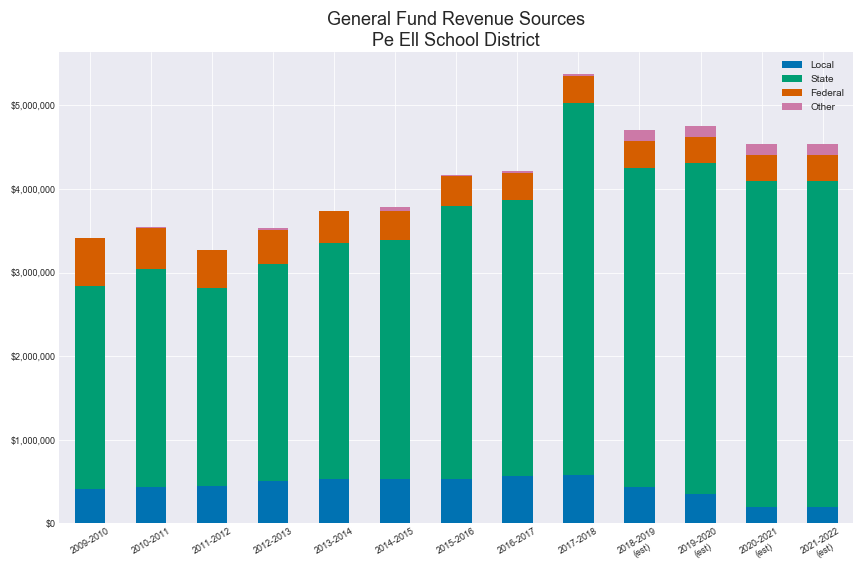 General Fund Revenue Sources
Pe Ell School District
Local
State
Federal
Other
$5,000,000
$4,000,000
$3,000,000
$2,000,000
$1,000,000
$0
2009-2010
2010-2011
2011-2012
2012-2013
2013-2014
2014-2015
2015-2016
2016-2017
2017-2018
2018-2019
(est)
2019-2020
(est)
2020-2021
(est)
2021-2022
(est)